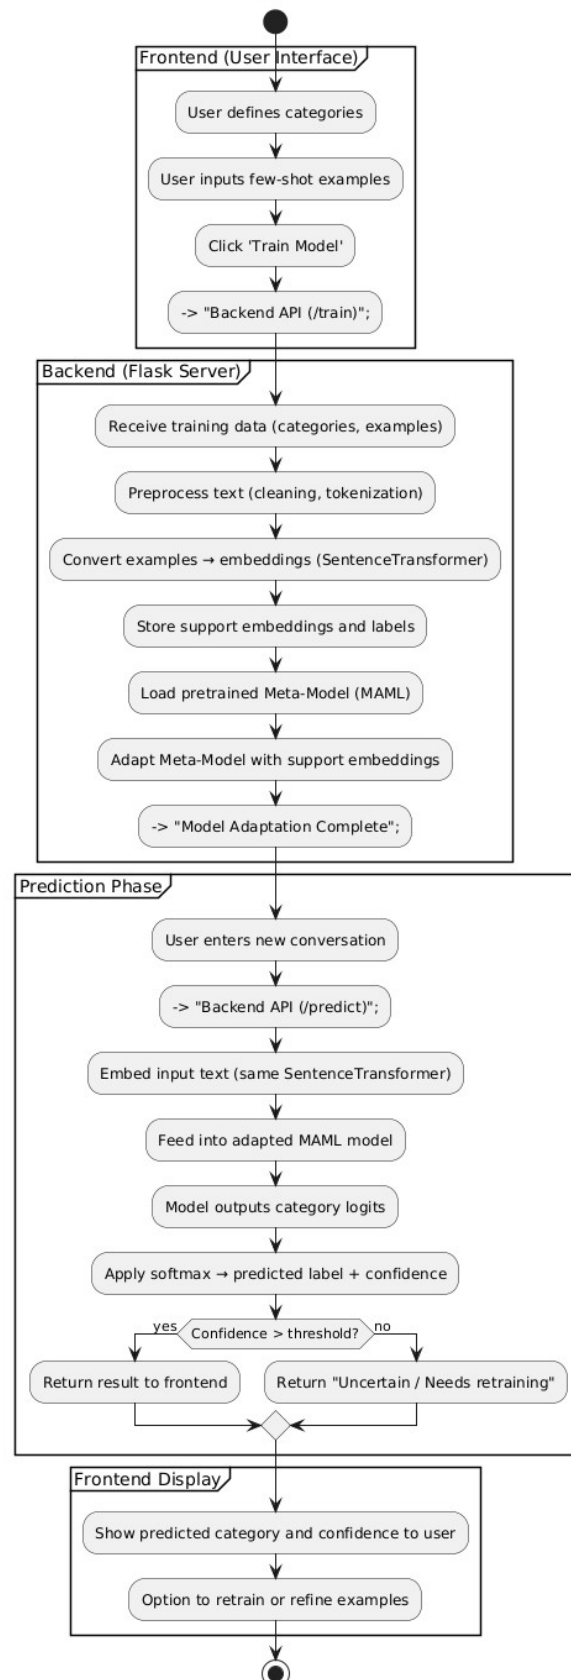 Frontend (User Interface)
User defines categories
User inputs few-shot examples
Click 'Train Model'
-> "Backend API (/train)";
Backend (Flask Server)
Receive training data (categories, examples)
Preprocess text (cleaning, tokenization)
Convert examples → embeddings (SentenceTransformer)
Store support embeddings and labels
Load pretrained Meta-Model (MAML)
Adapt Meta-Model with support embeddings
-> "Model Adaptation Complete";
Prediction Phase
User enters new conversation
-> "Backend API (/predict)";
Embed input text (same SentenceTransformer)
Feed into adapted MAML model
Model outputs category logits
Apply softmax → predicted label + confidence
yes
Confidence > threshold?
no
Return result to frontend
Return "Uncertain / Needs retraining"
Frontend Display
Show predicted category and confidence to user
Option to retrain or refine examples